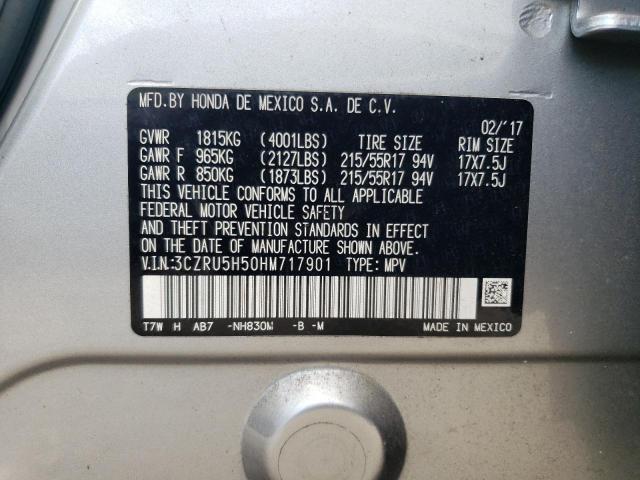 MFD.BY HONDA DE MEXICO S.A. DE C.V.
02/'17
GVWR 1815KG (4001LBS) TIRE SIZE RIM SIZE
GAWR F 965KG (2127LBS) 215/55R17 94V 17X7.5J
GAWR R 850KG (1873LBS) 215/55R17 94V 17X7.5J
THIS VEHICLE CONFORMS TO ALL APPLICABLE
FEDERAL MOTOR VEHICLE SAFETY
AND THEFT PREVENTION STANDARDS IN EFFECT
ON THE DATE OF MANUFACTURE SHOWN ABOVE.
V.I.N.:3CZRU5H50HM717901 TYPE: MPV
T7W H AB7 -NH830M -B -M
MADE IN MEXICO